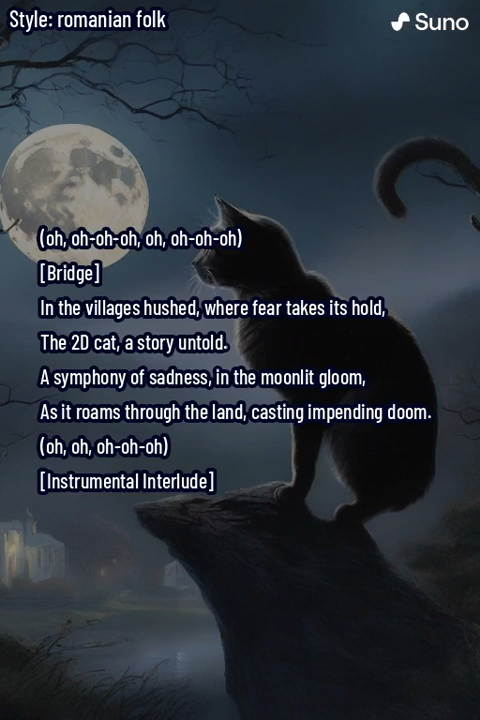 Style: romanian folk
Suno
(oh, oh-oh-oh, oh, oh-oh-oh)
[Bridge]
In the villages hushed, where fear takes its hold,
The 2D cat, a story untold.
A symphony of sadness, in the moonlit gloom,
As it roams through the land, casting impending doom.
(oh, oh, oh-oh-oh)
[Instrumental Interlude]